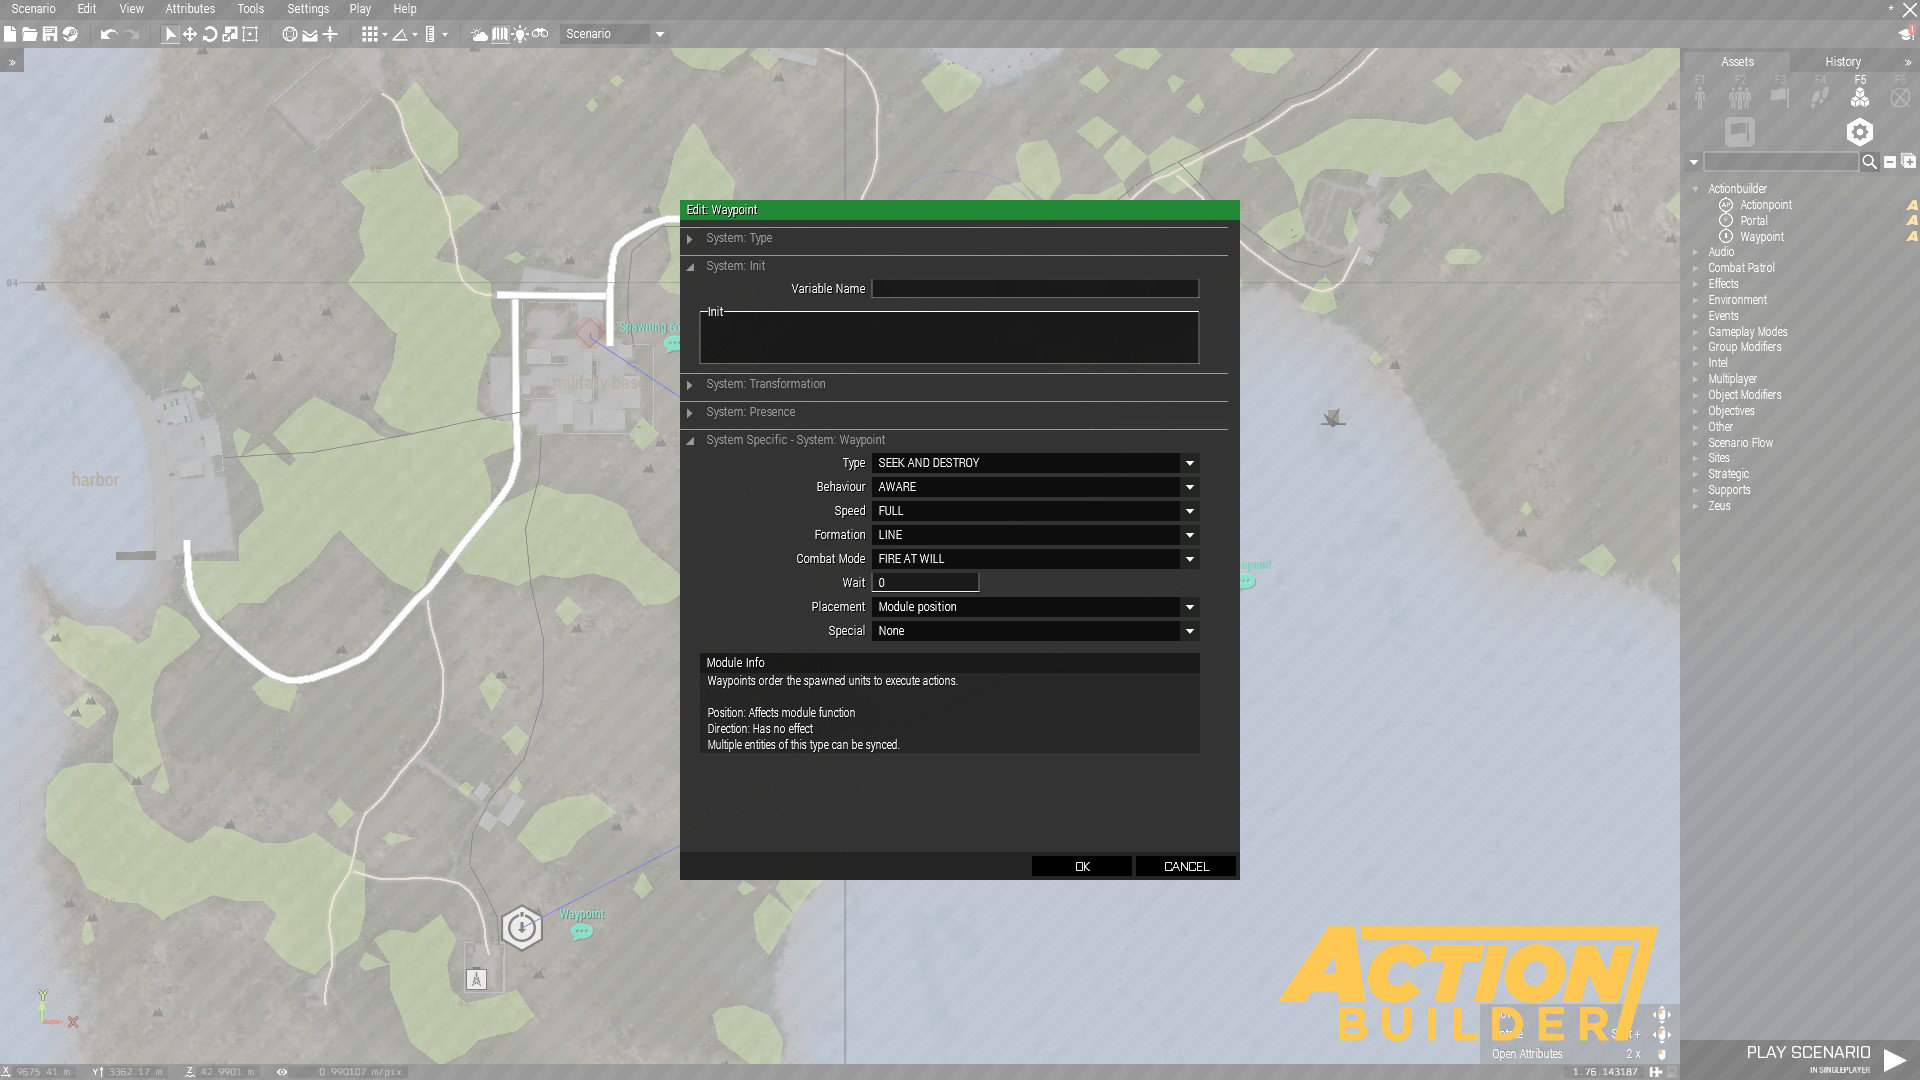 Scenario Edit View Attributes Tools Settings Play Help
Scenario
Assets History
F1 F2 F3 F4 F5 F6
Actionbuilder
Actionpoint
Portal
Waypoint
Audio
Combat Patrol
Effects
Environment
Events
Gameplay Modes
Group Modifiers
Intel
Multiplayer
Object Modifiers
Objectives
Other
Scenario Flow
Sites
Strategic
Supports
Zeus
04
Spawning
military base
harbor
Waypoint
Edit: Waypoint
System: Type
System: Init
Variable Name
Init
System: Transformation
System: Presence
System Specific - System: Waypoint
Type SEEK AND DESTROY
Behaviour AWARE
Speed FULL
Formation LINE
Combat Mode FIRE AT WILL
Wait 0
Placement Module position
Special None
Module Info
Waypoints order the spawned units to execute actions.
Position: Affects module function
Direction: Has no effect
Multiple entities of this type can be synced.
OK CANCEL
ACTION
BUILDER
Open Attributes 2 x
PLAY SCENARIO
IN SINGLEPLAYER
Y
X
X 9675.41 m Y 3362.17 m Z 42.9901 m 0.990107 m/pix
1.76.143187